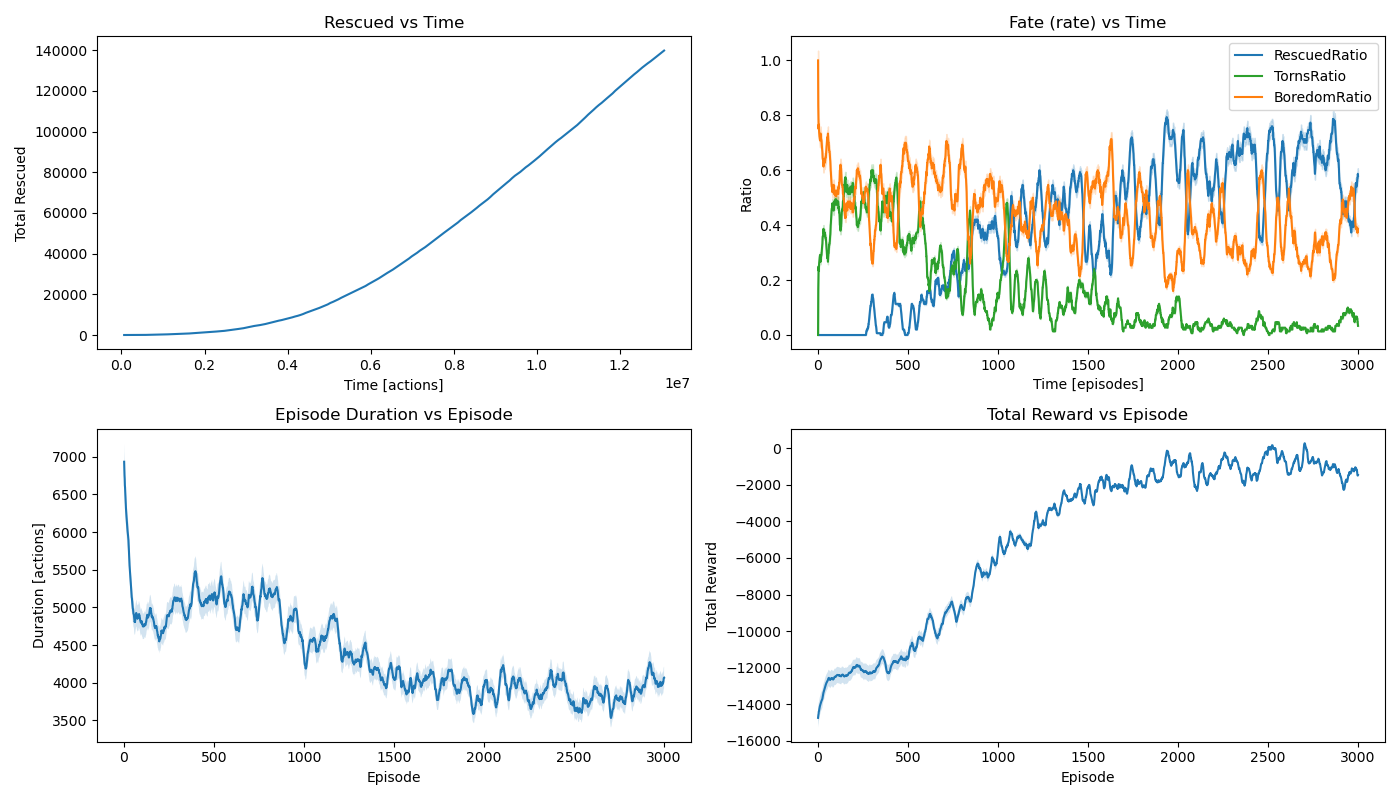 Rescued vs Time
Total Rescued
140000
120000
100000
80000
60000
40000
20000
0
0.0 0.2 0.4 0.6 0.8 1.0 1.2
1e7
Time [actions]
Fate (rate) vs Time
Ratio
1.0
0.8
0.6
0.4
0.2
0.0
RescuedRatio
TornsRatio
BoredomRatio
0 500 1000 1500 2000 2500 3000
Time [episodes]
Episode Duration vs Episode
Duration [actions]
7000
6500
6000
5500
5000
4500
4000
3500
0 500 1000 1500 2000 2500 3000
Episode
Total Reward vs Episode
Total Reward
0
−2000
−4000
−6000
−8000
−10000
−12000
−14000
−16000
0 500 1000 1500 2000 2500 3000
Episode